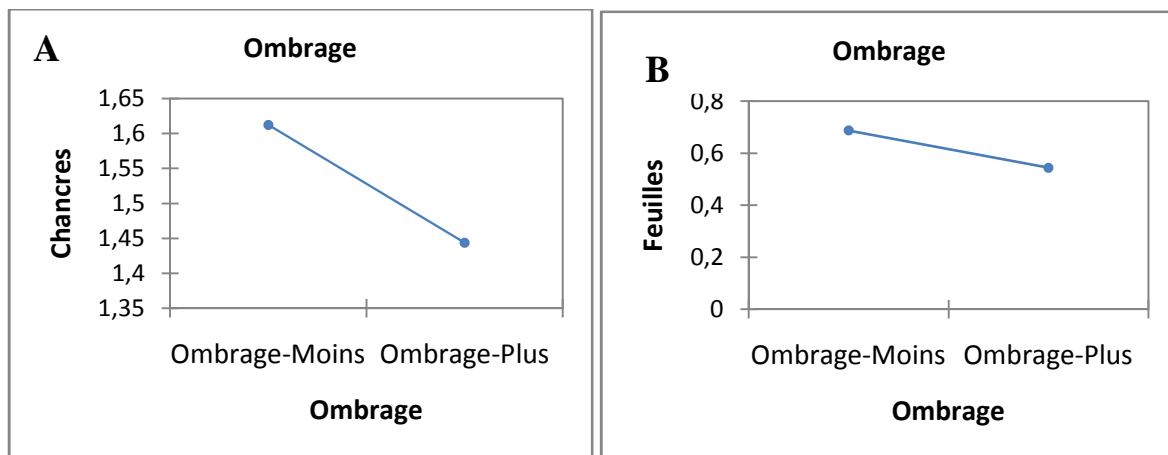 A
Ombrage
Chancres
1,65
1,6
1,55
1,5
1,45
1,4
1,35
Ombrage-Moins Ombrage-Plus
Ombrage
B
Ombrage
Feuilles
0,8
0,6
0,4
0,2
0
Ombrage-Moins Ombrage-Plus
Ombrage